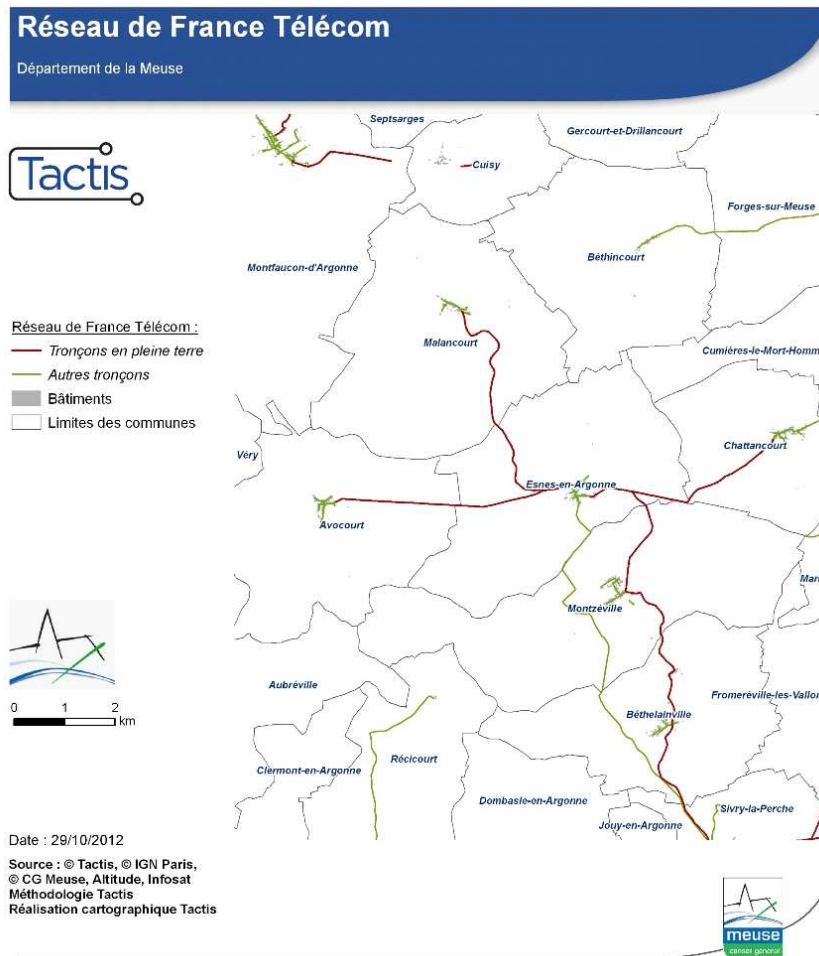 Réseau de France Télécom
Département de la Meuse
Tactis
Septsarges
Gercourt-et-Drillancourt
Cuisy
Forges-sur-Meuse
Béthincourt
Montfaucon-d'Argonne
Malancourt
Cumières-le-Mort-Homm
Chattancourt
Véry
Esnes-en-Argonne
Avocourt
Montzéville
Mar
Aubréville
Fromeréville-les-Vallon
Béthelainville
Clermont-en-Argonne
Récicourt
Dombasle-en-Argonne
Sivry-la-Perche
Jouy-en-Argonne
Réseau de France Télécom :
Tronçons en pleine terre
Autres tronçons
Bâtiments
Limites des communes
0 1 2
km
Date : 29/10/2012
Source : © Tactis, © IGN Paris,
© CG Meuse, Altitude, Infosat
Méthodologie Tactis
Réalisation cartographique Tactis
meuse
conseil général